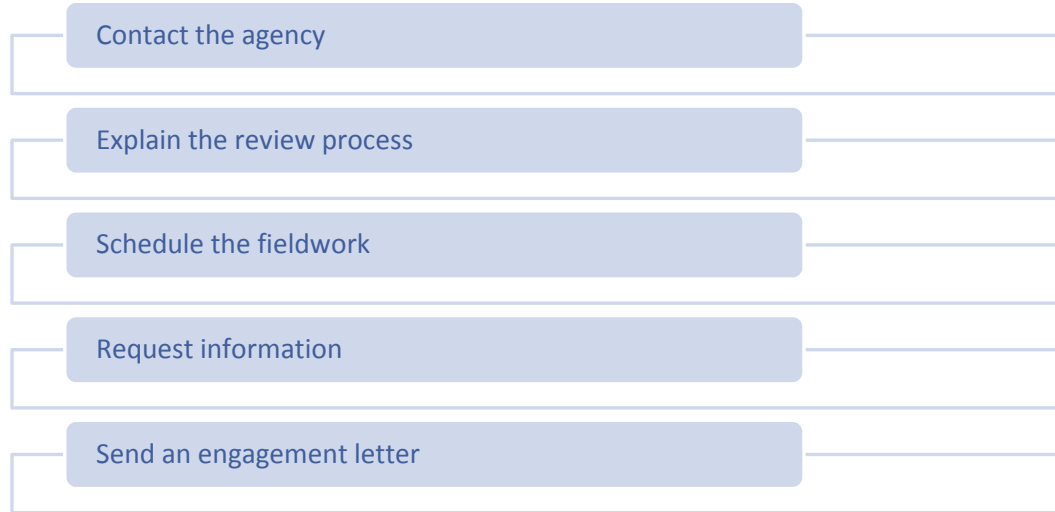 Contact the agency
Explain the review process
Schedule the fieldwork
Request information
Send an engagement letter